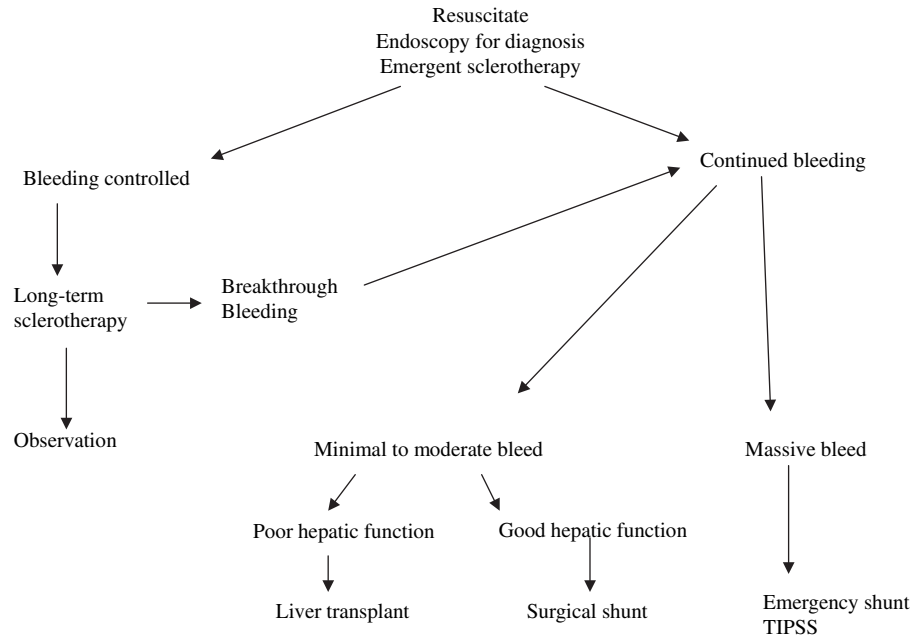 Resuscitate
Endoscopy for diagnosis
Emergent sclerotherapy
Bleeding controlled
Continued bleeding
Long-term
sclerotherapy
Breakthrough
Bleeding
Observation
Minimal to moderate bleed
Massive bleed
Poor hepatic function
Good hepatic function
Liver transplant
Surgical shunt
Emergency shunt
TIPSS